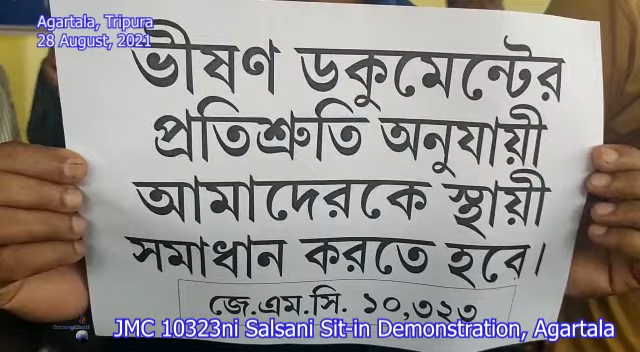 Agartala, Tripura
28 August, 2021
ভীষণ ডকুমেন্টের
প্রতিশ্রুতি অনুযায়ী
আমাদেরকে স্থায়ী
সমাধান করতে হবে।
জে.এম.সি. ১০,৩২৩
JMC 10323ni Salsani Sit-in Demonstration, Agartala